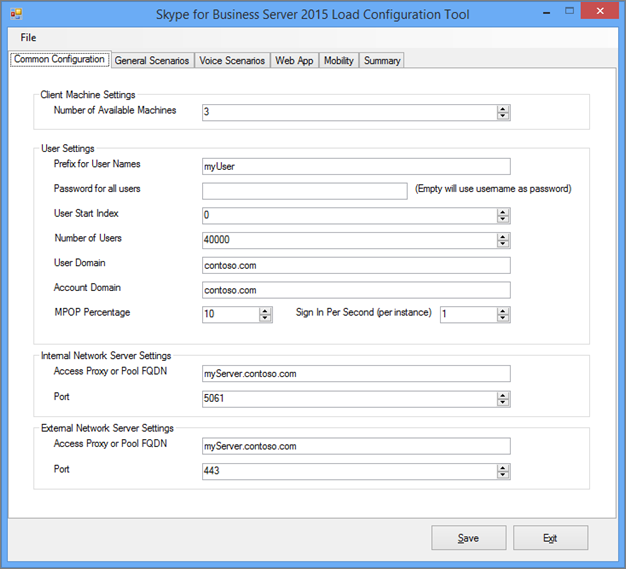 Skype for Business Server 2015 Load Configuration Tool
File
Common Configuration General Scenarios Voice Scenarios Web App Mobility Summary
Client Machine Settings
Number of Available Machines 3
User Settings
Prefix for User Names myUser
Password for all users (Empty will use username as password)
User Start Index 0
Number of Users 40000
User Domain contoso.com
Account Domain contoso.com
MPOP Percentage 10 Sign In Per Second (per instance) 1
Internal Network Server Settings
Access Proxy or Pool FQDN myServer.contoso.com
Port 5061
External Network Server Settings
Access Proxy or Pool FQDN myServer.contoso.com
Port 443
Save Exit